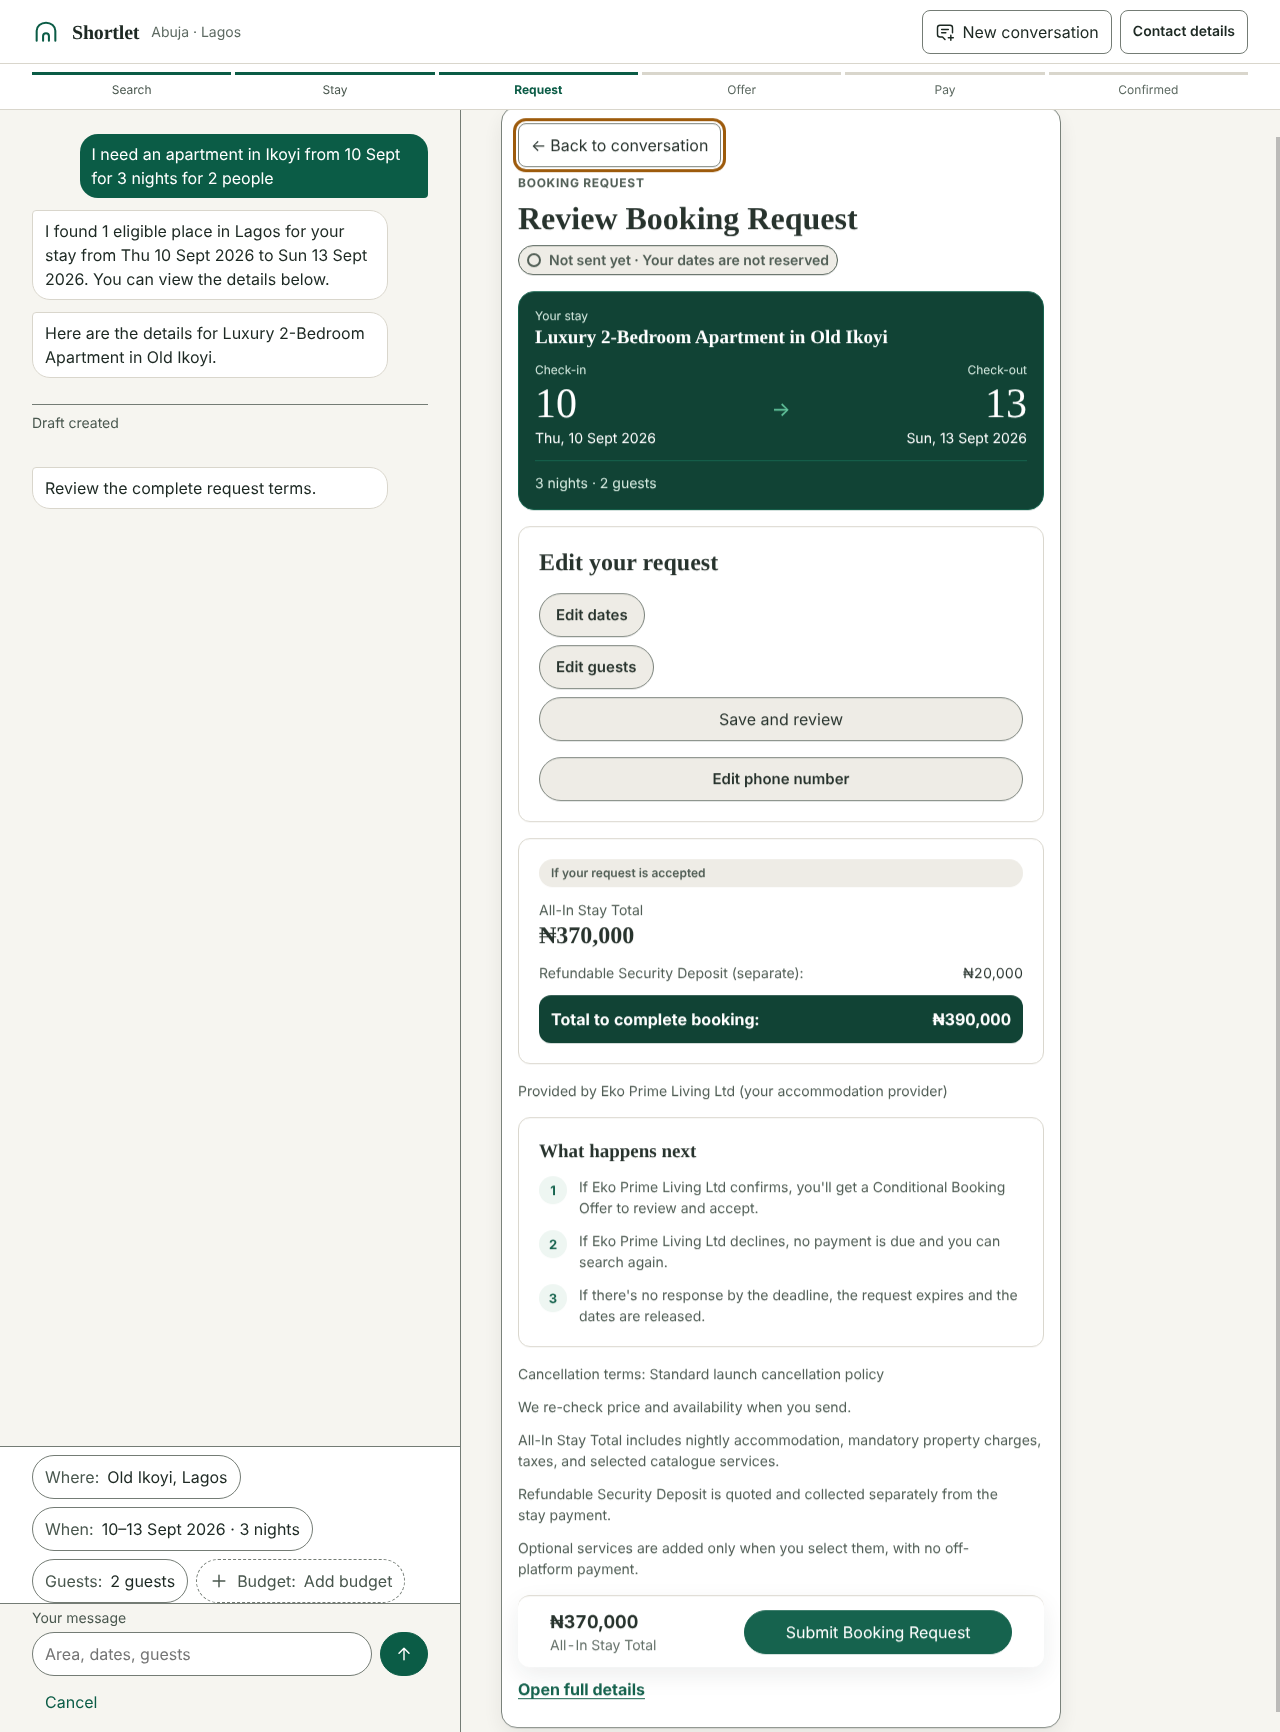 Shortlet
Abuja · Lagos
New conversation
Contact details
Search
Stay
Request
Offer
Pay
Confirmed
I need an apartment in Ikoyi from 10 Sept
for 3 nights for 2 people
I found 1 eligible place in Lagos for your
stay from Thu 10 Sept 2026 to Sun 13 Sept
2026. You can view the details below.
Here are the details for Luxury 2-Bedroom
Apartment in Old Ikoyi.
Draft created
Review the complete request terms.
Where: Old Ikoyi, Lagos
When: 10–13 Sept 2026 · 3 nights
Guests: 2 guests
+ Budget: Add budget
Your message
Area, dates, guests
Cancel
← Back to conversation
BOOKING REQUEST
Review Booking Request
Not sent yet · Your dates are not reserved
Your stay
Luxury 2-Bedroom Apartment in Old Ikoyi
Check-in
Check-out
10
→
13
Thu, 10 Sept 2026
Sun, 13 Sept 2026
3 nights · 2 guests
Edit your request
Edit dates
Edit guests
Save and review
Edit phone number
If your request is accepted
All-In Stay Total
₦370,000
Refundable Security Deposit (separate): ₦20,000
Total to complete booking: ₦390,000
Provided by Eko Prime Living Ltd (your accommodation provider)
What happens next
1 If Eko Prime Living Ltd confirms, you'll get a Conditional Booking
Offer to review and accept.
2 If Eko Prime Living Ltd declines, no payment is due and you can
search again.
3 If there's no response by the deadline, the request expires and the
dates are released.
Cancellation terms: Standard launch cancellation policy
We re-check price and availability when you send.
All-In Stay Total includes nightly accommodation, mandatory property charges,
taxes, and selected catalogue services.
Refundable Security Deposit is quoted and collected separately from the
stay payment.
Optional services are added only when you select them, with no off-
platform payment.
₦370,000
All-In Stay Total
Submit Booking Request
Open full details